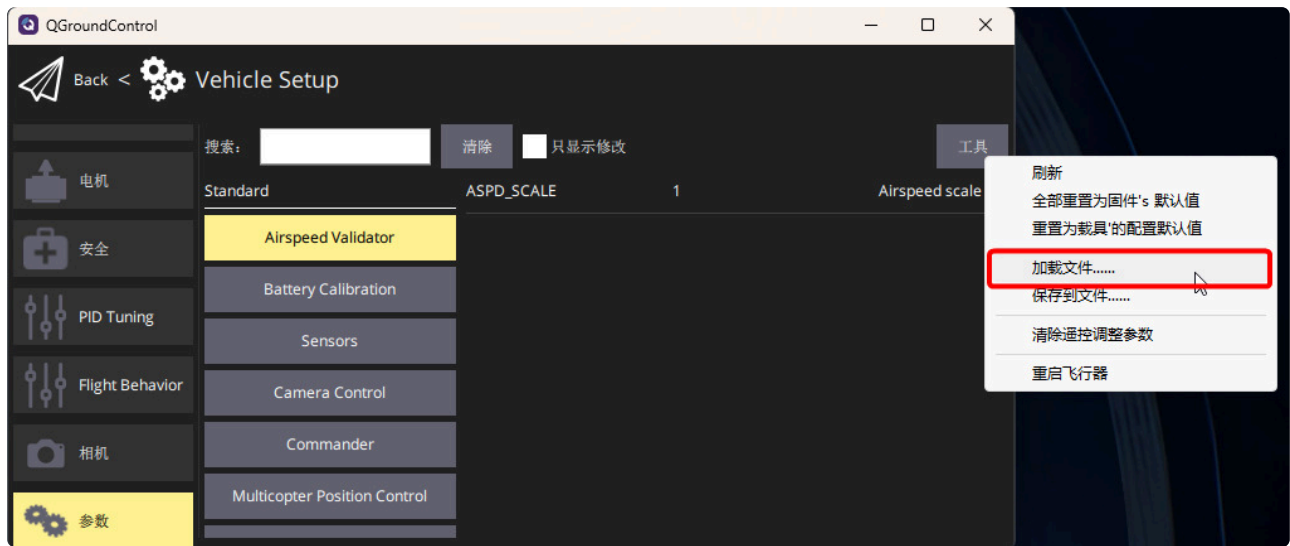 QGroundControl
Back < Vehicle Setup
搜索：
清除
只显示修改
工具
电机
安全
PID Tuning
Flight Behavior
相机
参数
Standard
Airspeed Validator
Battery Calibration
Sensors
Camera Control
Commander
Multicopter Position Control
ASPD_SCALE 1 Airspeed scale
刷新
全部重置为固件's 默认值
重置为载具'的配置默认值
加载文件......
保存到文件......
清除遥控调整参数
重启飞行器